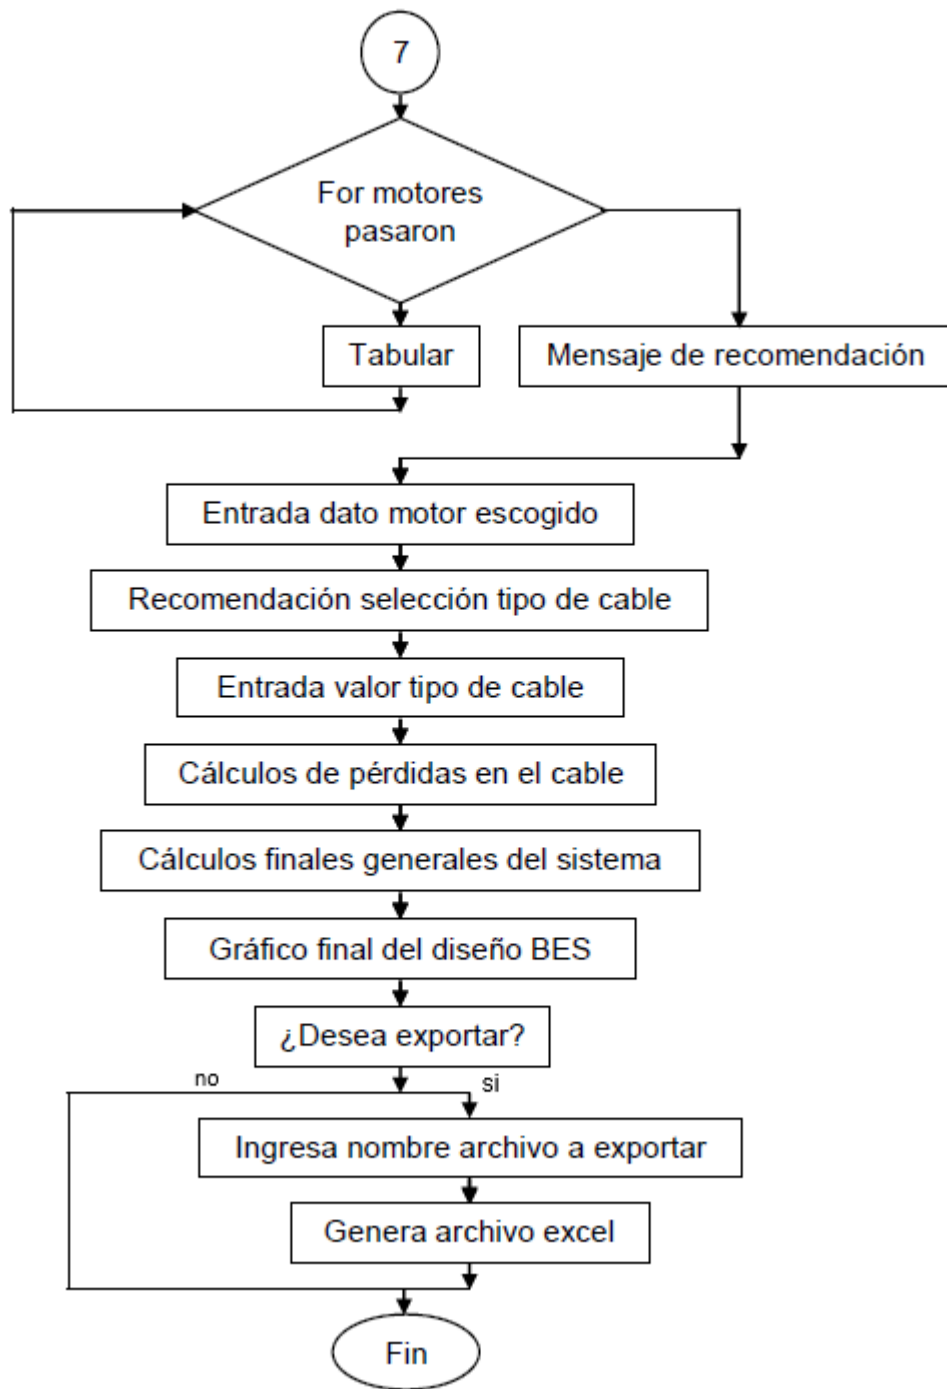 7
For motores
pasaron
Tabular
Mensaje de recomendación
Entrada dato motor escogido
Recomendación selección tipo de cable
Entrada valor tipo de cable
Cálculos de pérdidas en el cable
Cálculos finales generales del sistema
Gráfico final del diseño BES
¿Desea exportar?
no
si
Ingresa nombre archivo a exportar
Genera archivo excel
Fin